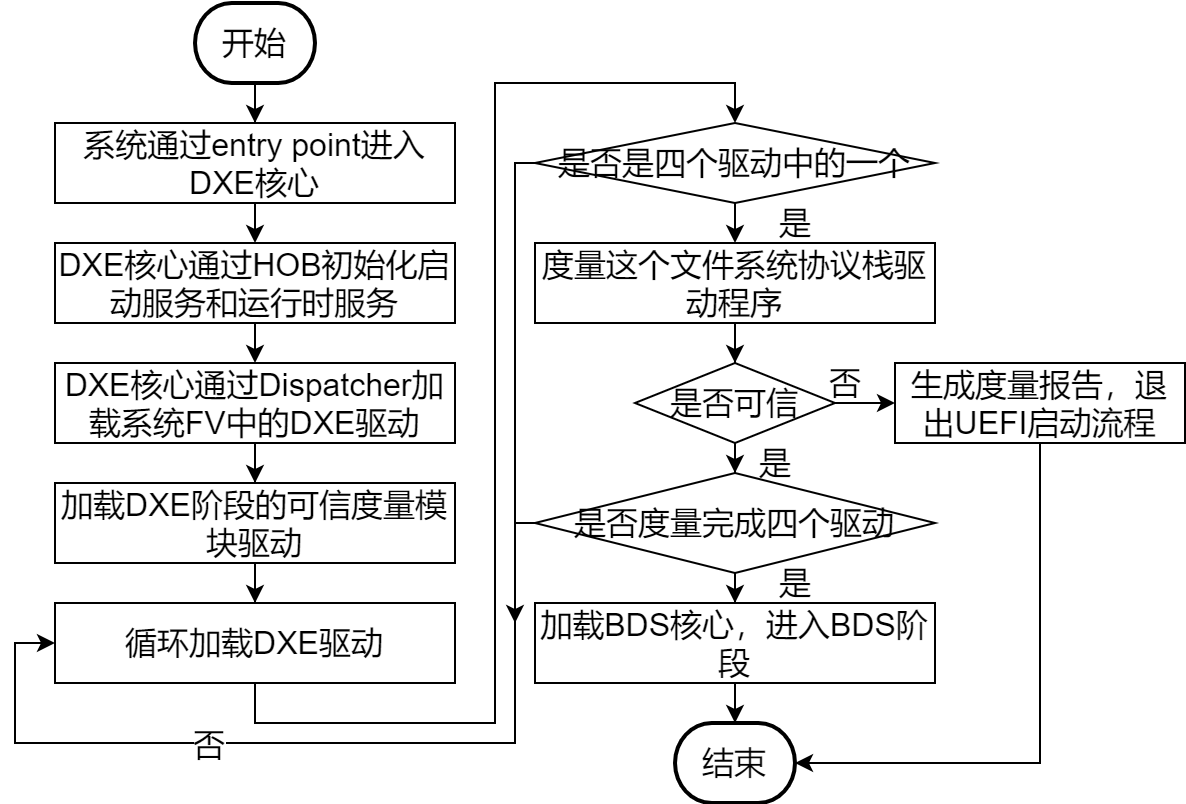 开始
系统通过entry point进入
DXE核心
DXE核心通过HOB初始化启
动服务和运行时服务
DXE核心通过Dispatcher加
载系统FV中的DXE驱动
加载DXE阶段的可信度量模
块驱动
循环加载DXE驱动
否
是否是四个驱动中的一个
是
度量这个文件系统协议栈驱
动程序
是否可信
否
生成度量报告，退
出UEFI启动流程
是
是否度量完成四个驱动
是
加载BDS核心，进入BDS阶
段
结束